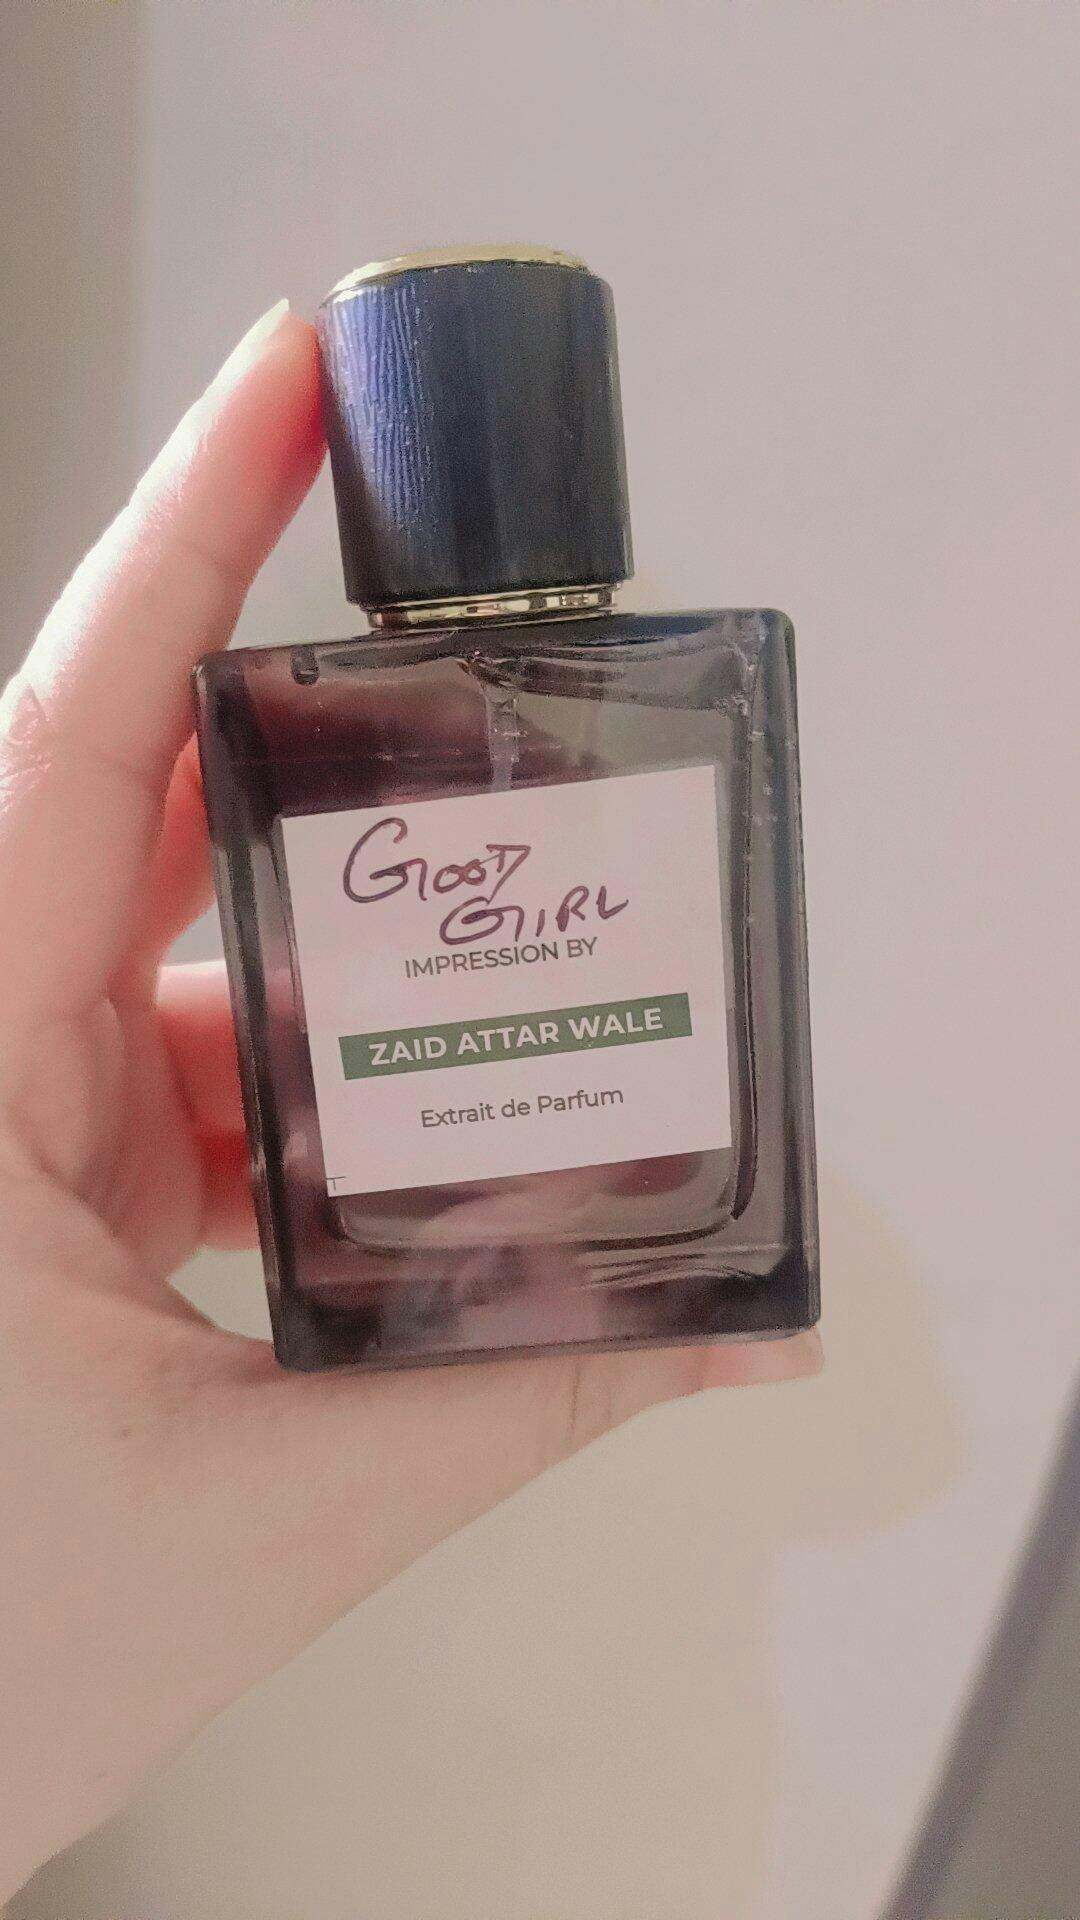 GOOD
GIRL
IMPRESSION BY
ZAID ATTAR WALE
Extrait de Parfum